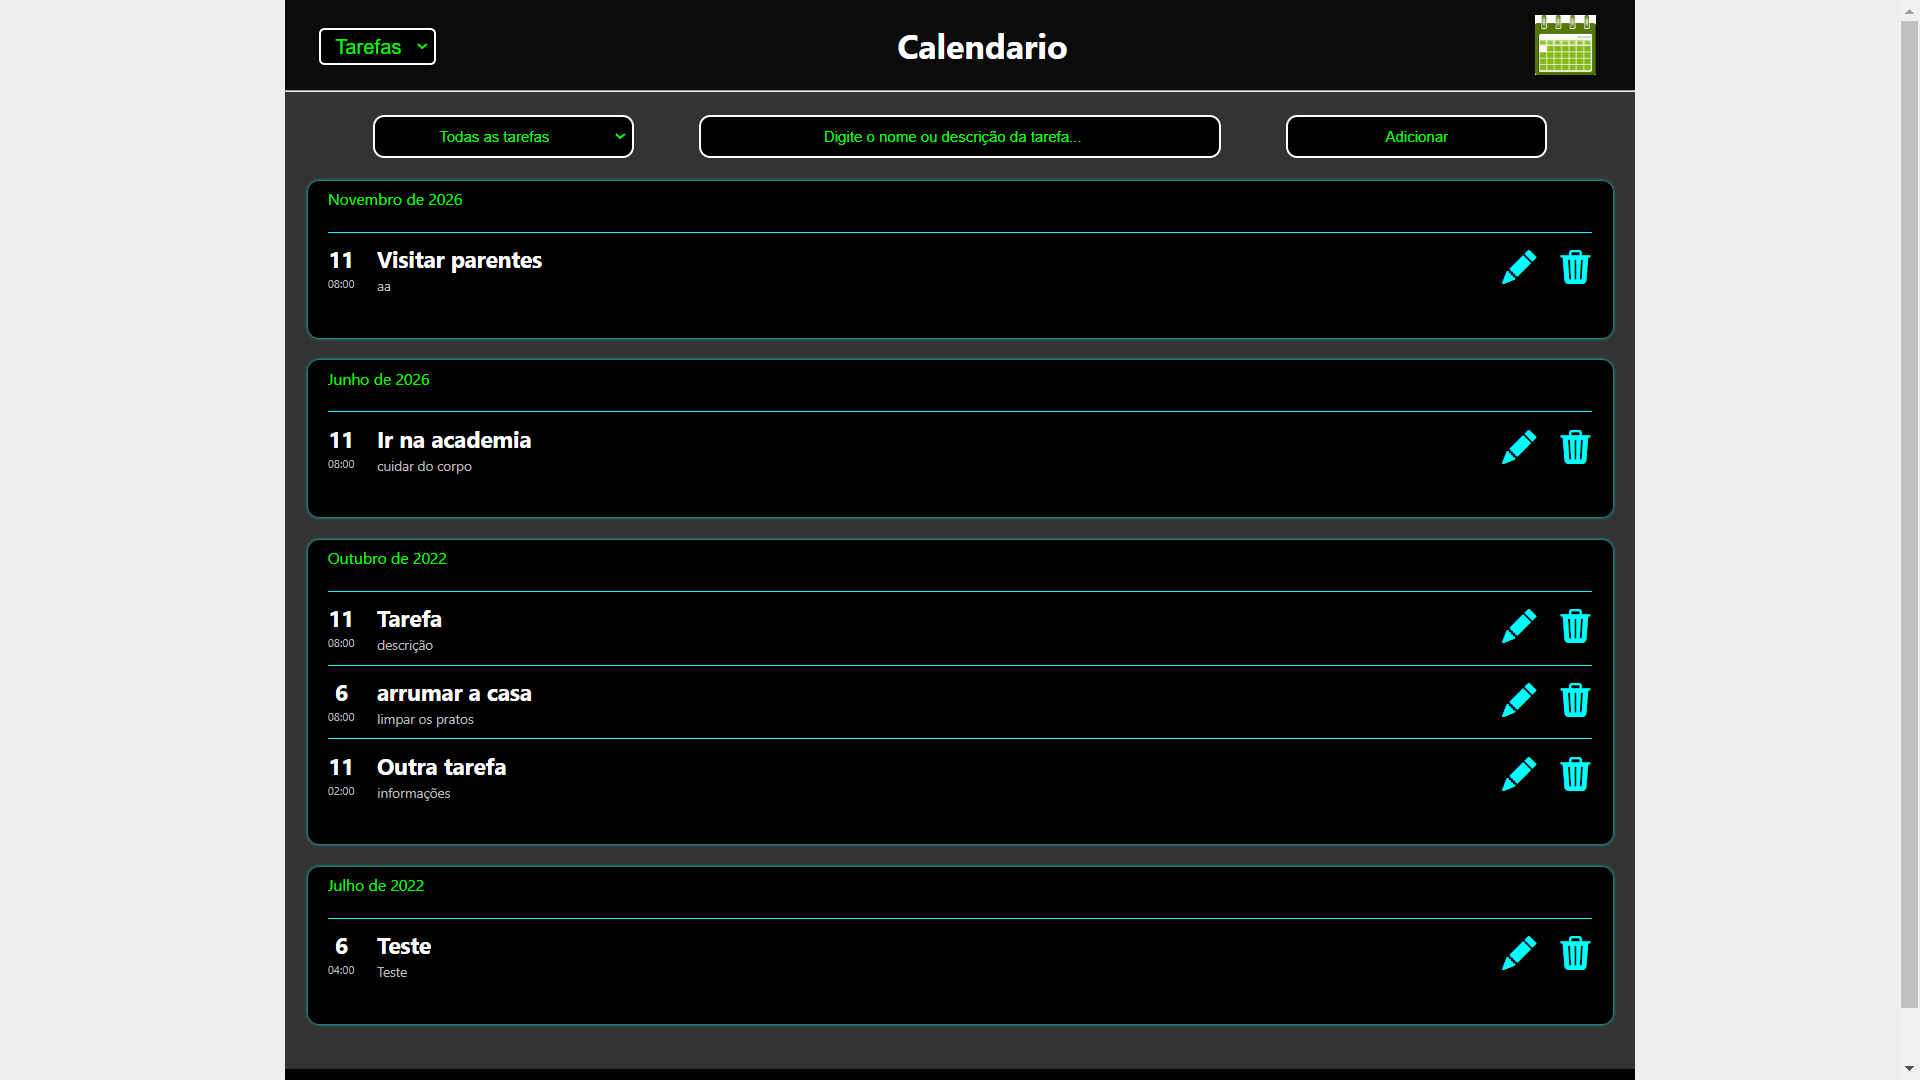 Tarefas
Calendario
Todas as tarefas
Digite o nome ou descrição da tarefa...
Adicionar
Novembro de 2026
11 Visitar parentes
08:00 aa
Junho de 2026
11 Ir na academia
08:00 cuidar do corpo
Outubro de 2022
11 Tarefa
08:00 descrição
6 arrumar a casa
08:00 limpar os pratos
11 Outra tarefa
02:00 informações
Julho de 2022
6 Teste
04:00 Teste